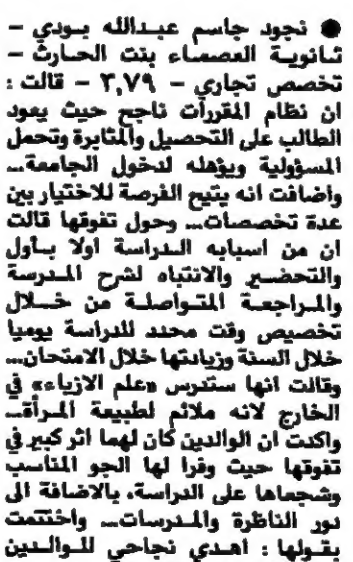 ● نجود جاسم عبدالله بودي –
ثانوية العصماء بنت الحارث –
تخصص تجاري – ٣,٧٩ – قالت :
ان نظام المقررات ناجح حيث يعود
الطالب على التحصيل والمثابرة وتحمل
المسؤولية ويؤهله لدخول الجامعة...
واضافت انه يتيح الفرصة للاختيار بين
عدة تخصصات... وحول تفوقها قالت
ان من اسبابه الدراسة اولا بأول
والتحضير والانتباه لشرح المدرسة
والمراجعة المتواصلة من خلال
تخصيص وقت محدد للدراسة يوميا
خلال السنة وزيادتها خلال الامتحان...
وقالت انها ستدرس «علم الازياء» في
الخارج لانه ملائم لطبيعة المرأة...
واكدت ان الوالدين كان لهما اثر كبير في
تفوقها حيث وفرا لها الجو المناسب
وشجعاها على الدراسة، بالاضافة الى
دور الناظرة والمدرسات... واختتمت
بقولها : اهدي نجاحي للوالدين